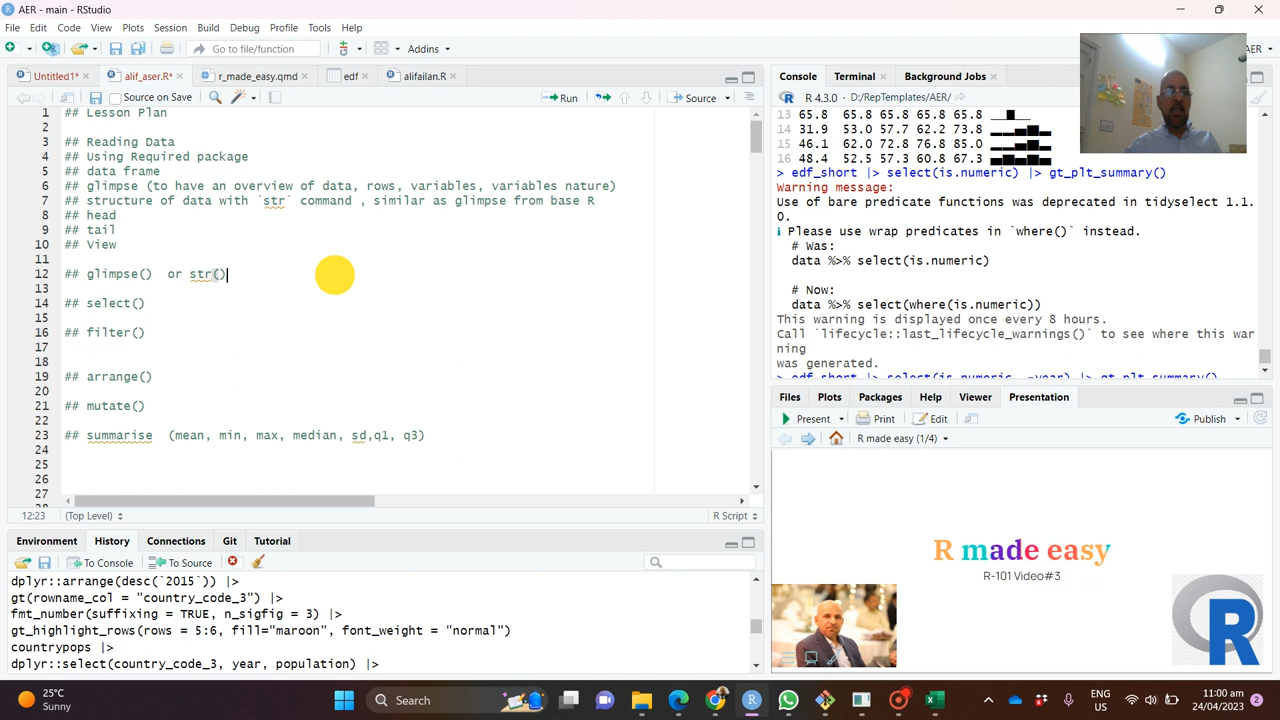 AER - main - RStudio
File Edit Code View Plots Session Build Debug Profile Tools Help
Go to file/function
Addins
AER
Untitled1*
alif_aser.R*
r_made_easy.qmd
edf
alifailan.R
Source on Save
Run
Source
1 ## Lesson Plan
2
3 ## Reading Data
4 ## Using Required package
5 ## data frame
6 ## glimpse (to have an overview of data, rows, variables, variables nature)
7 ## structure of data with `str` command , similar as glimpse from base R
8 ## head
9 ## tail
10 ## View
11
12 ## glimpse() or str()
13
14 ## select()
15
16 ## filter()
17
18
19 ## arrange()
20
21 ## mutate()
22
23 ## summarise (mean, min, max, median, sd,q1, q3)
24
25
26
27
12:23 (Top Level) R Script
Environment History Connections Git Tutorial
To Console To Source
dplyr::arrange(desc(`2015`)) |>
gt(rowname_col = "country_code_3") |>
fmt_number(suffixing = TRUE, n_sigfig = 3) |>
gt_highlight_rows(rows = 5:6, fill="maroon", font_weight = "normal")
countrypops |>
dplyr::select(country_code_3, year, population) |>
Console Terminal Background Jobs
R 4.3.0 · D:/RepTemplates/AER/
13 65.8 65.8 65.8 65.8 65.8
14 31.9 53.0 57.7 62.2 73.8
15 46.1 62.0 72.8 76.8 85.0
16 48.4 52.5 57.3 60.8 67.3
> edf_short |> select(is.numeric) |> gt_plt_summary()
Warning message:
Use of bare predicate functions was deprecated in tidyselect 1.1.
0.
ℹ Please use wrap predicates in `where()` instead.
# Was:
data %>% select(is.numeric)
# Now:
data %>% select(where(is.numeric))
This warning is displayed once every 8 hours.
Call `lifecycle::last_lifecycle_warnings()` to see where this war
ning
was generated.
> edf_short |> select(is.numeric, -year) |> gt_plt_summary()
Files Plots Packages Help Viewer Presentation
Present Print Edit Publish
R made easy (1/4)
R made easy
R-101 Video#3
R
25°C
Sunny
Search
ENG
US
11:00 am
24/04/2023
2